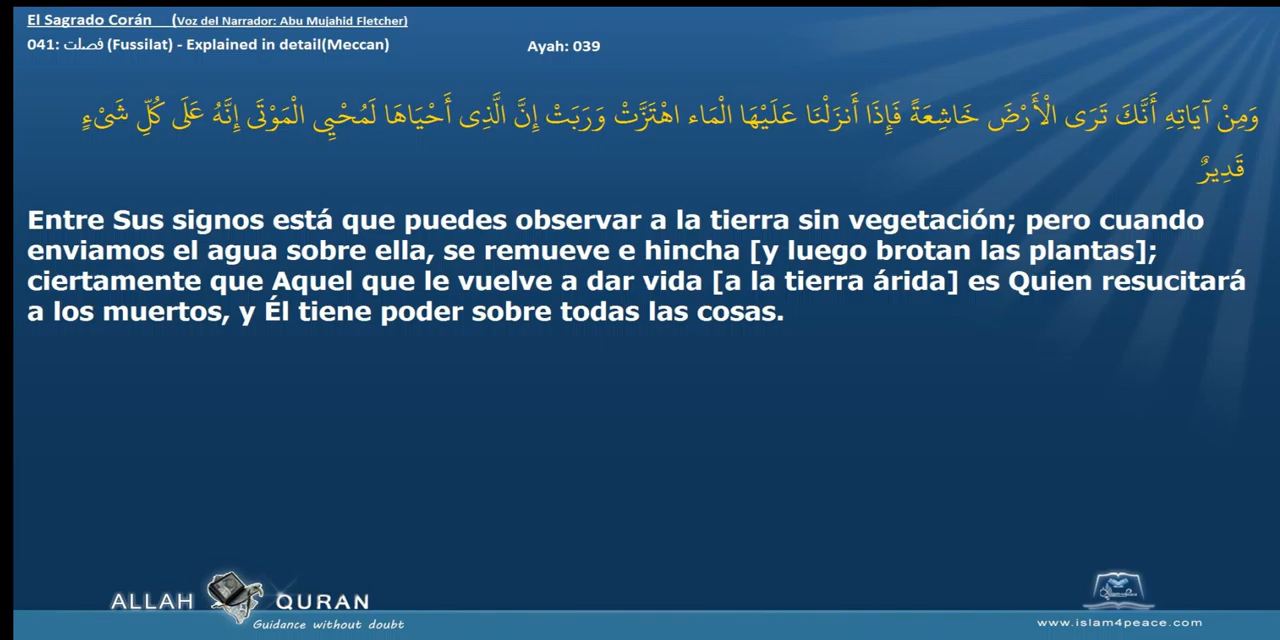 El Sagrado Corán (Voz del Narrador: Abu Mujahid Fletcher)
041: فصلت (Fussilat) - Explained in detail(Meccan) Ayah: 039
وَمِنْ آيَاتِهِ أَنَّكَ تَرَى الْأَرْضَ خَاشِعَةً فَإِذَا أَنزَلْنَا عَلَيْهَا الْمَاء اهْتَزَّتْ وَرَبَتْ إِنَّ الَّذِى أَحْيَاهَا لَمُحْيِي الْمَوْتَى إِنَّهُ عَلَى كُلِّ شَىْءٍ
قَدِيرٌ
Entre Sus signos está que puedes observar a la tierra sin vegetación; pero cuando
enviamos el agua sobre ella, se remueve e hincha [y luego brotan las plantas];
ciertamente que Aquel que le vuelve a dar vida [a la tierra árida] es Quien resucitará
a los muertos, y Él tiene poder sobre todas las cosas.
ALLAH QURAN
Guidance without doubt
www.islam4peace.com